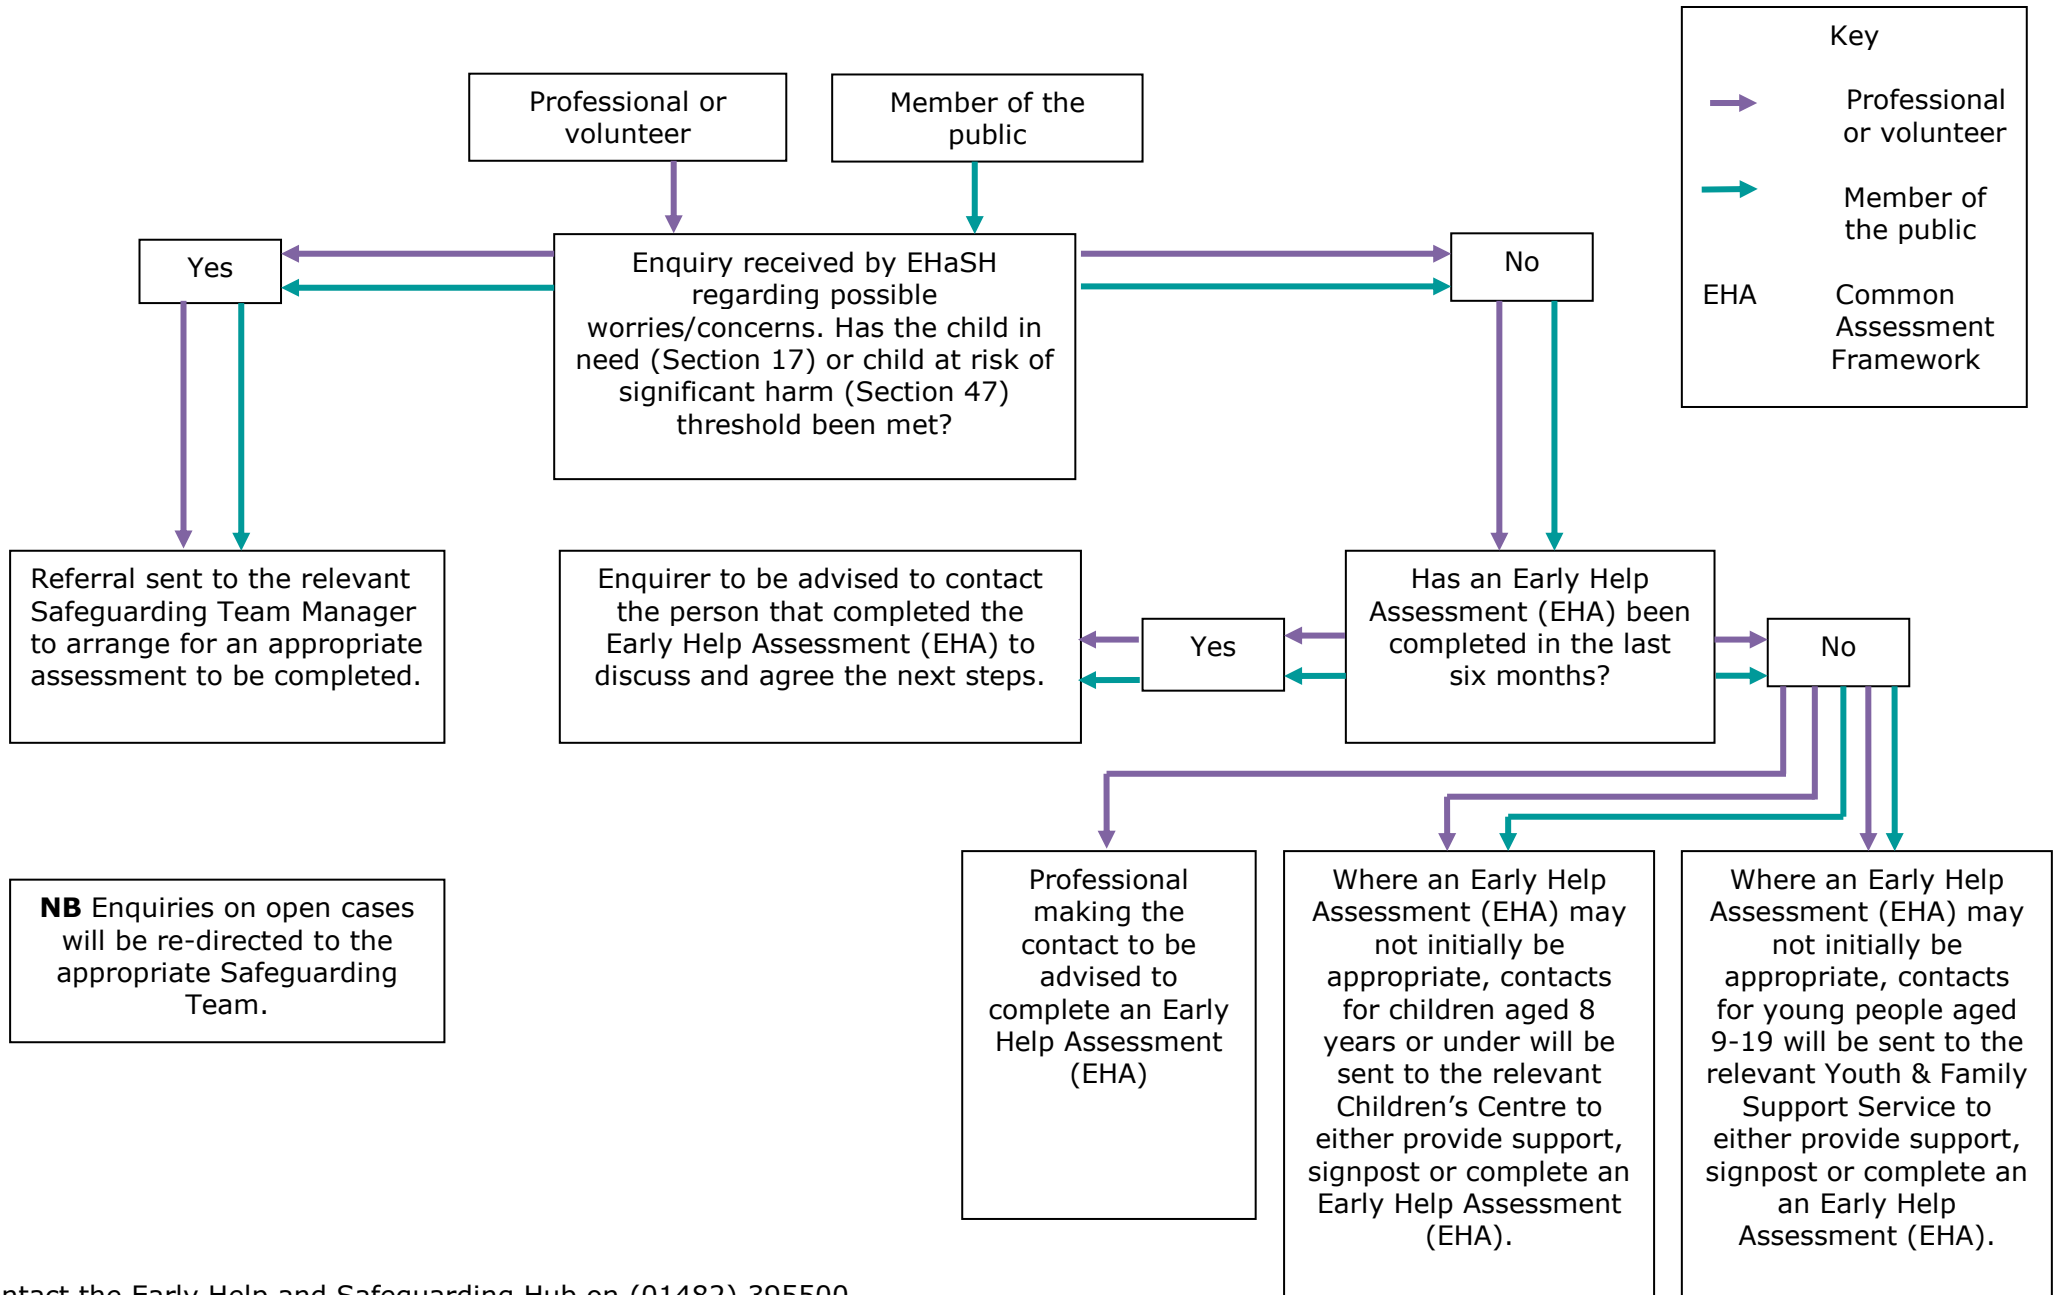 Key
Professional
or volunteer
Member of
the public
EHA Common
Assessment
Framework
Professional or
volunteer
Member of the
public
Yes
Enquiry received by EHaSH
regarding possible
worries/concerns. Has the child in
need (Section 17) or child at risk of
significant harm (Section 47)
threshold been met?
No
Referral sent to the relevant
Safeguarding Team Manager
to arrange for an appropriate
assessment to be completed.
Enquirer to be advised to contact
the person that completed the
Early Help Assessment (EHA) to
discuss and agree the next steps.
Yes
Has an Early Help
Assessment (EHA) been
completed in the last
six months?
No
NB Enquiries on open cases
will be re-directed to the
appropriate Safeguarding
Team.
Professional
making the
contact to be
advised to
complete an Early
Help Assessment
(EHA)
Where an Early Help
Assessment (EHA) may
not initially be
appropriate, contacts
for children aged 8
years or under will be
sent to the relevant
Children’s Centre to
either provide support,
signpost or complete an
Early Help Assessment
(EHA).
Where an Early Help
Assessment (EHA) may
not initially be
appropriate, contacts
for young people aged
9-19 will be sent to the
relevant Youth & Family
Support Service to
either provide support,
signpost or complete an
an Early Help
Assessment (EHA).
ntact the Early Help and Safeguarding Hub on (01482) 395500